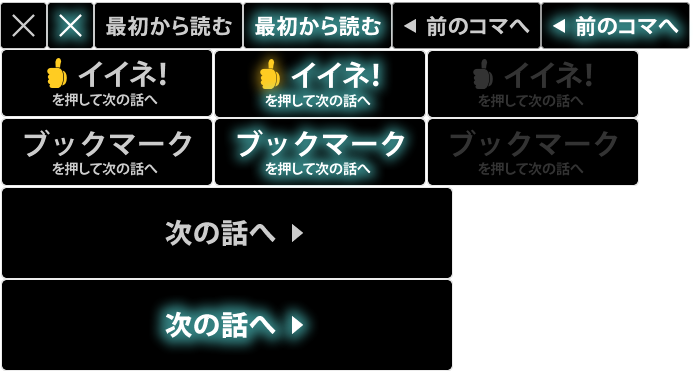 最初から読む
最初から読む
◀ 前のコマへ
◀ 前のコマへ
イイネ!
を押して次の話へ
イイネ!
を押して次の話へ
イイネ!
を押して次の話へ
ブックマーク
を押して次の話へ
ブックマーク
を押して次の話へ
ブックマーク
を押して次の話へ
次の話へ ▶
次の話へ ▶